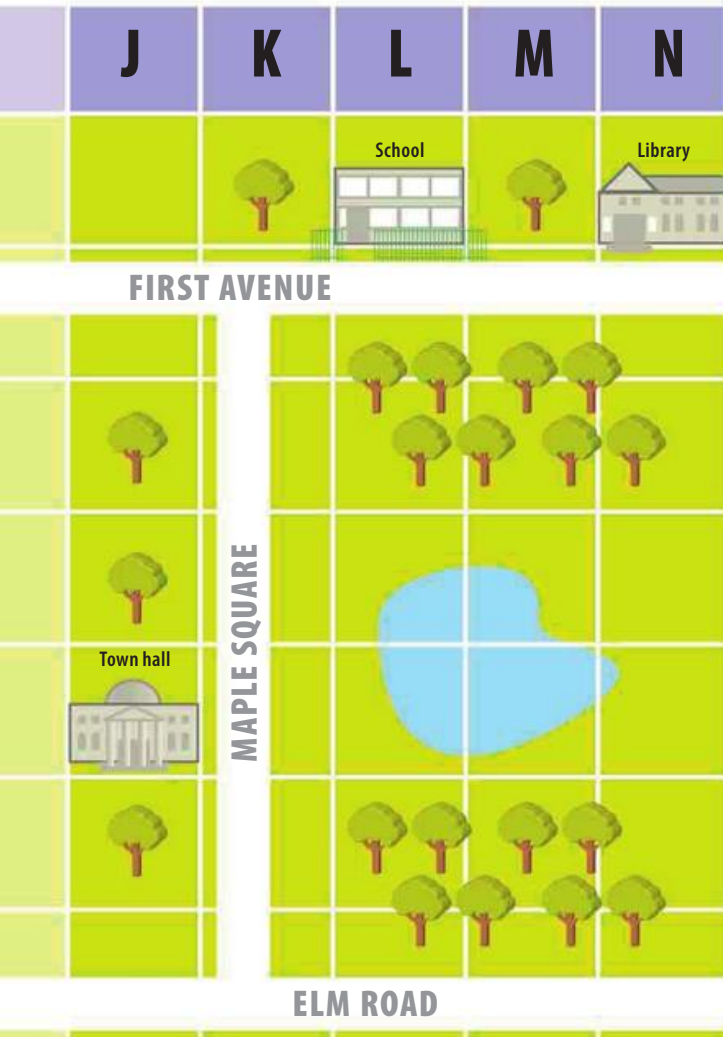 J K L M N
School
Library
FIRST AVENUE
MAPLE SQUARE
Town hall
ELM ROAD